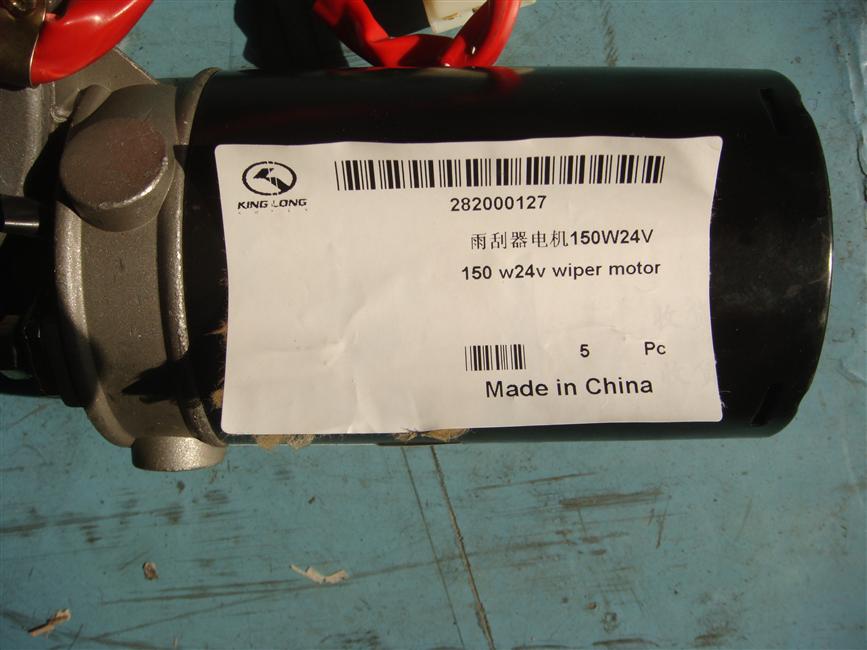 KING LONG
282000127
雨刮器电机150W24V
150 w24v wiper motor
5 Pc
Made in China